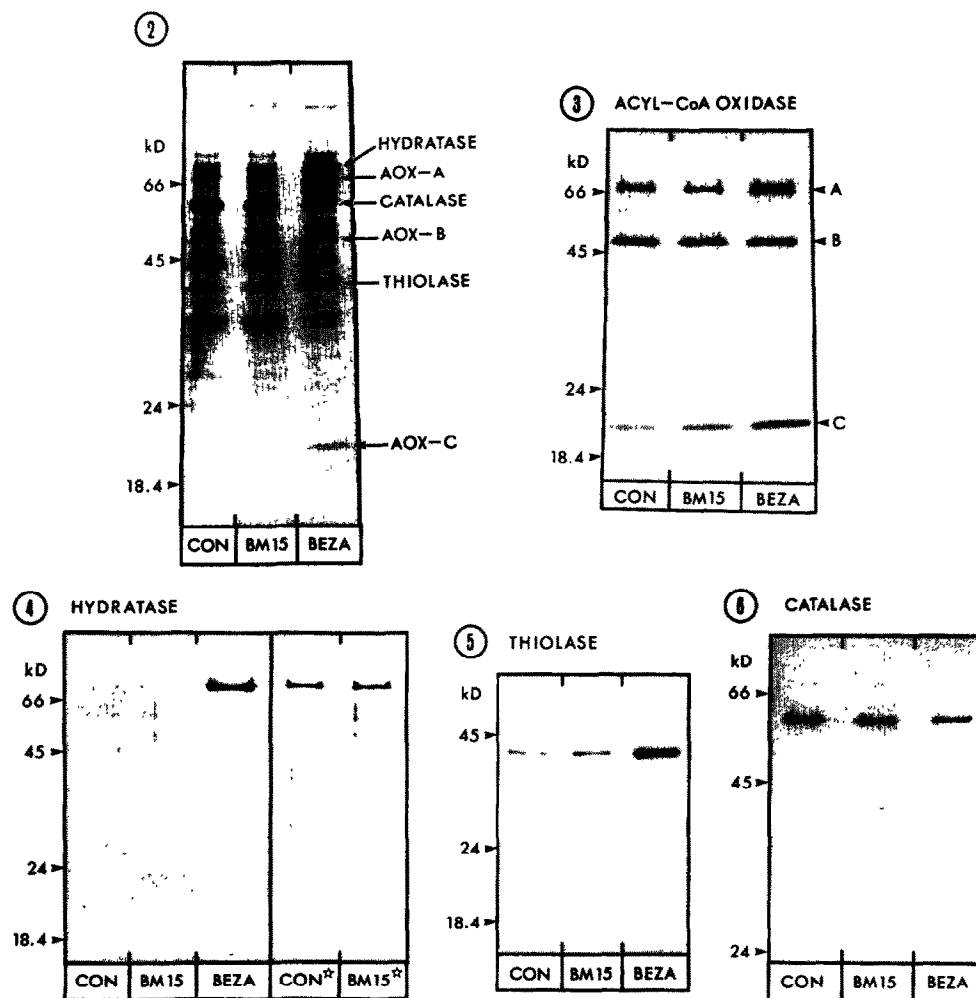 2
kD
66
45
24
18.4
HYDRATASE
AOX-A
CATALASE
AOX-B
THIOLASE
AOX-C
CON BM15 BEZA
3 ACYL-CoA OXIDASE
kD
66
45
24
18.4
A
B
C
CON BM15 BEZA
4 HYDRATASE
kD
66
45
24
18.4
CON BM15 BEZA CON☆ BM15☆
5 THIOLASE
kD
45
24
18.4
CON BM15 BEZA
6 CATALASE
kD
66
45
24
CON BM15 BEZA